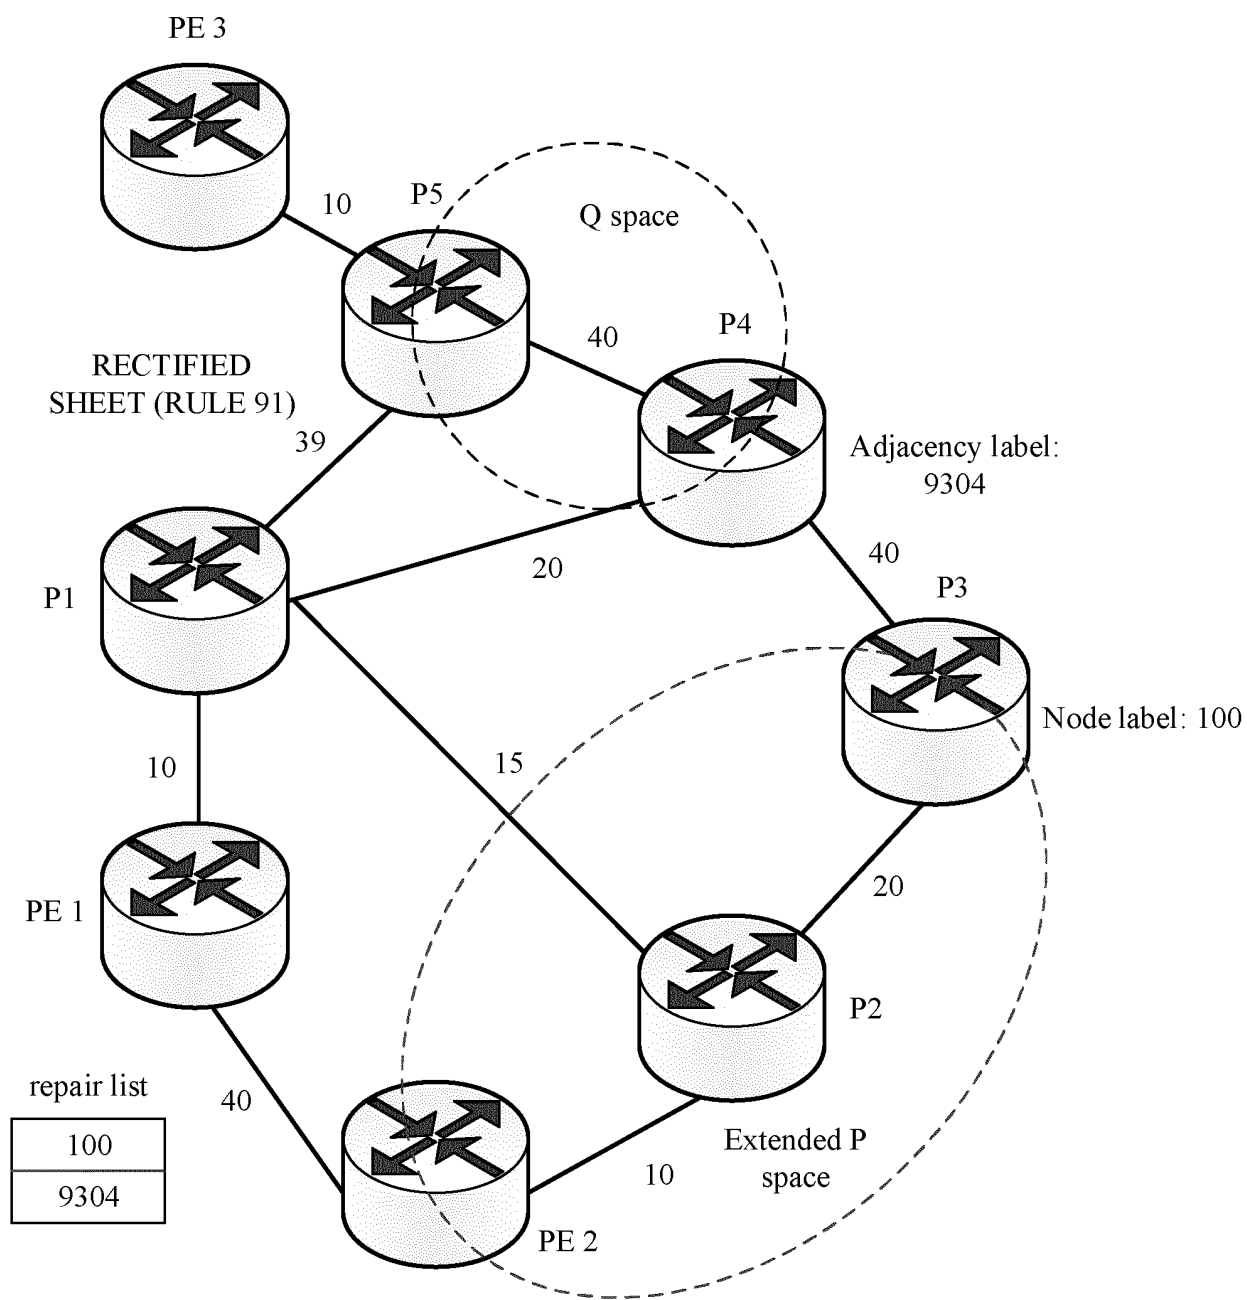 PE 3
10
P5
Q space
40
P4
RECTIFIED
SHEET (RULE 91)
39
Adjacency label:
9304
20
40
P3
P1
Node label: 100
10
15
20
PE 1
P2
repair list
100
9304
40
Extended P
space
10
PE 2